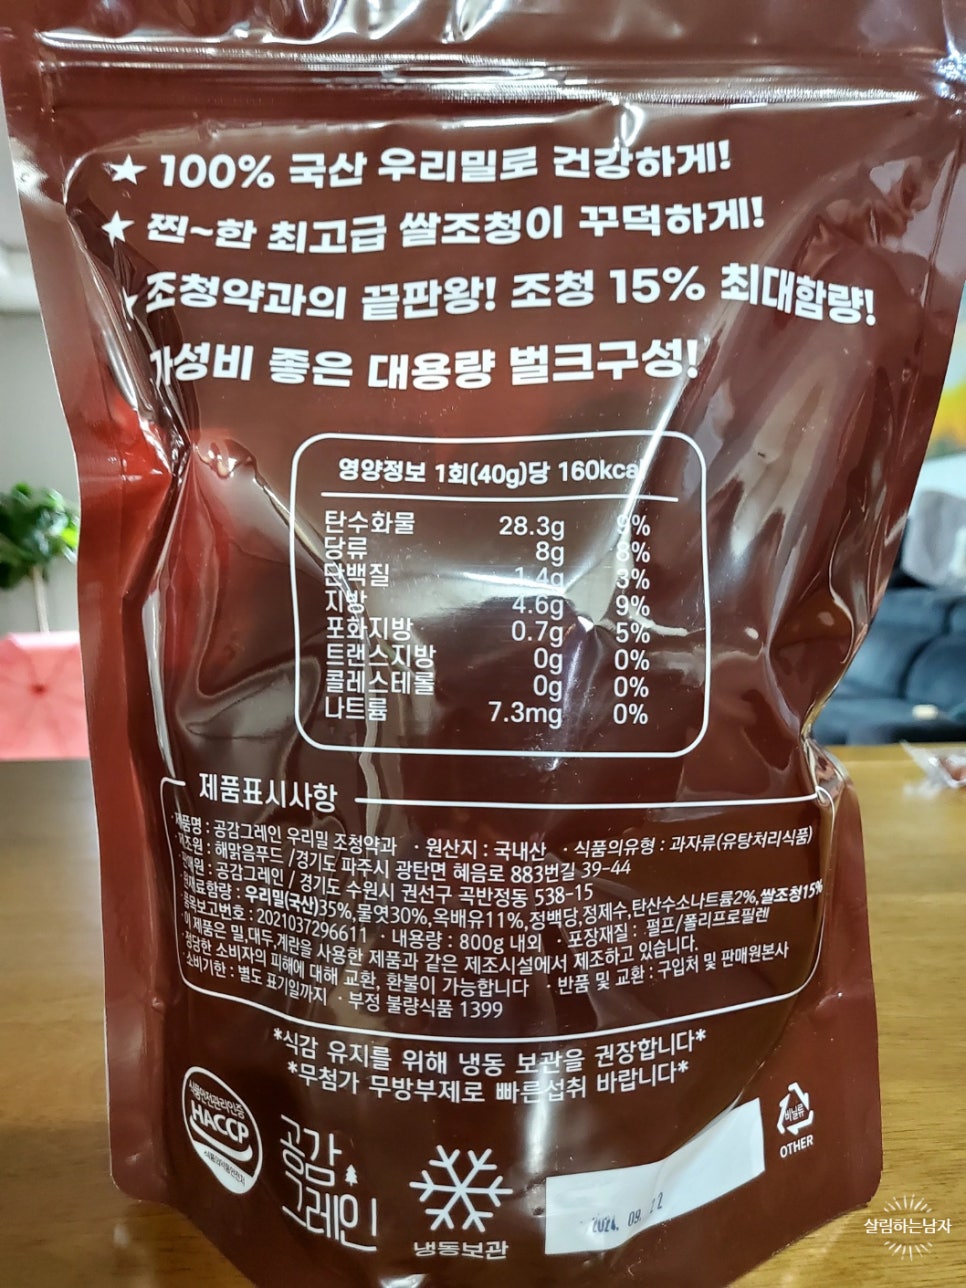 ★ 100% 국산 우리밀로 건강하게!
★ 찐~한 최고급 쌀조청이 꾸덕하게!
★ 조청약과의 끝판왕! 조청 15% 최대함량!
가성비 좋은 대용량 벌크구성!
영양정보 1회(40g)당 160kcal
탄수화물 28.3g 9%
당류 8g 8%
단백질 1.4g 3%
지방 4.6g 9%
포화지방 0.7g 5%
트랜스지방 0g 0%
콜레스테롤 0g 0%
나트륨 7.3mg 0%
제품표시사항
·제품명 : 공감그레인 우리밀 조청약과 ·원산지 : 국내산 ·식품의유형 : 과자류(유탕처리식품)
·제조원 : 해맑음푸드 /경기도 파주시 광탄면 혜음로 883번길 39-44
·판매원 : 공감그레인 / 경기도 수원시 권선구 곡반정동 538-15
·원재료함량 : 우리밀(국산)35%,물엿30%,옥배유11%,정백당,정제수,탄산수소나트륨2%,쌀조청15%
·품목보고번호 : 202103729661​1 ·내용량 : 800g 내외 ·포장재질 : 펄프/폴리프로필렌
·이 제품은 밀,대두,계란을 사용한 제품과 같은 제조시설에서 제조하고 있습니다.
·정당한 소비자의 피해에 대해 교환, 환불이 가능합니다 ·반품 및 교환 : 구입처 및 판매원본사
·소비기한 : 별도 표기일까지 ·부정 불량식품 1399
*식감 유지를 위해 냉동 보관을 권장합니다*
*무첨가 무방부제로 빠른섭취 바랍니다*
식품안전관리인증
HACCP
공감
그레인
냉동보관
2024. 09.
비닐류
OTHER
살림하는남자